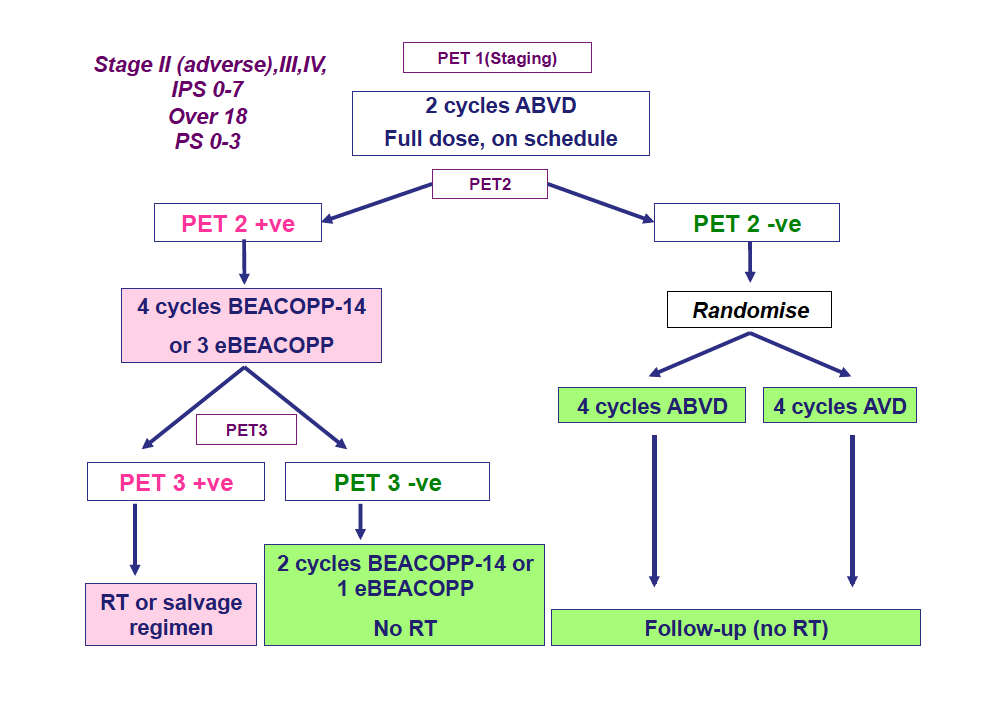 Stage II (adverse),III,IV,
IPS 0-7
Over 18
PS 0-3
PET 1(Staging)
2 cycles ABVD
Full dose, on schedule
PET2
PET 2 +ve
PET 2 -ve
4 cycles BEACOPP-14
or 3 eBEACOPP
Randomise
4 cycles ABVD
4 cycles AVD
PET3
PET 3 +ve
PET 3 -ve
RT or salvage
regimen
2 cycles BEACOPP-14 or
1 eBEACOPP
No RT
Follow-up (no RT)